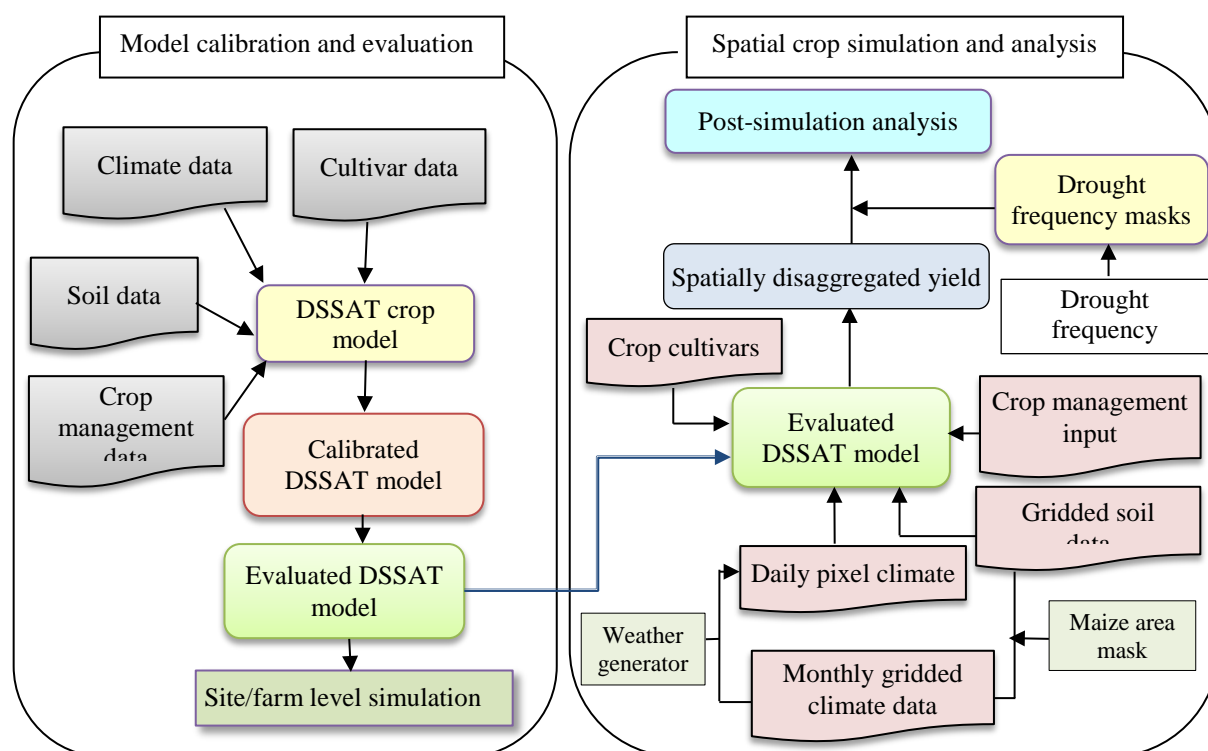 Model calibration and evaluation
Climate data
Cultivar data
Soil data
DSSAT crop
model
Crop
management
data
Calibrated
DSSAT model
Evaluated DSSAT
model
Site/farm level simulation
Spatial crop simulation and analysis
Post-simulation analysis
Drought
frequency masks
Spatially disaggregated yield
Drought
frequency
Crop cultivars
Evaluated
DSSAT model
Crop management
input
Gridded soil
data
Daily pixel climate
Weather
generator
Maize area
mask
Monthly gridded
climate data